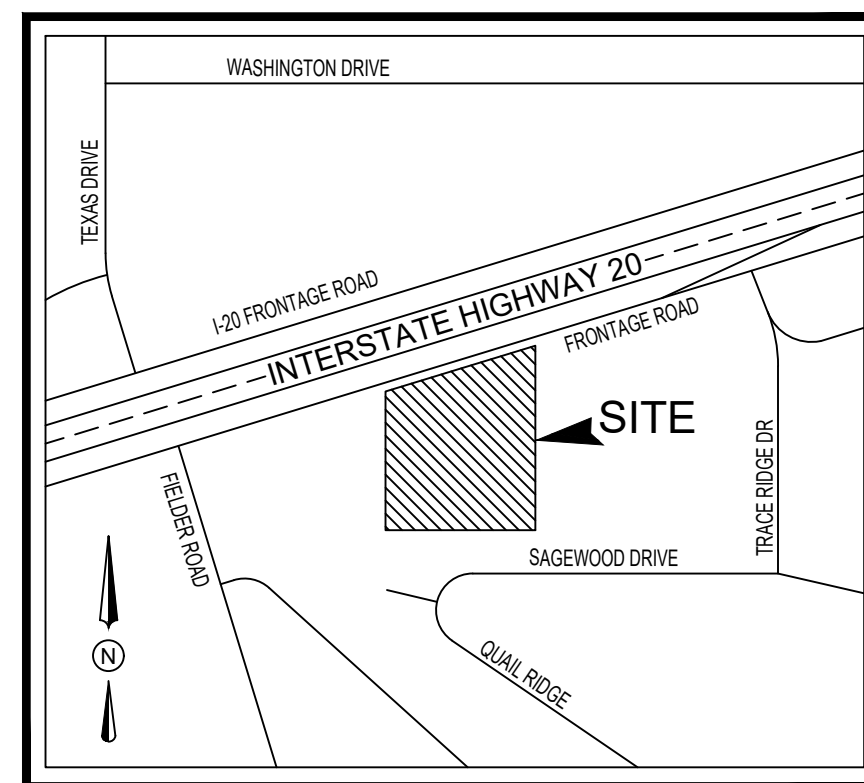 WASHINGTON DRIVE
TEXAS DRIVE
I-20 FRONTAGE ROAD
INTERSTATE HIGHWAY 20
FRONTAGE ROAD
SITE
FIELDER ROAD
TRACE RIDGE DR
SAGEWOOD DRIVE
N
QUAIL RIDGE